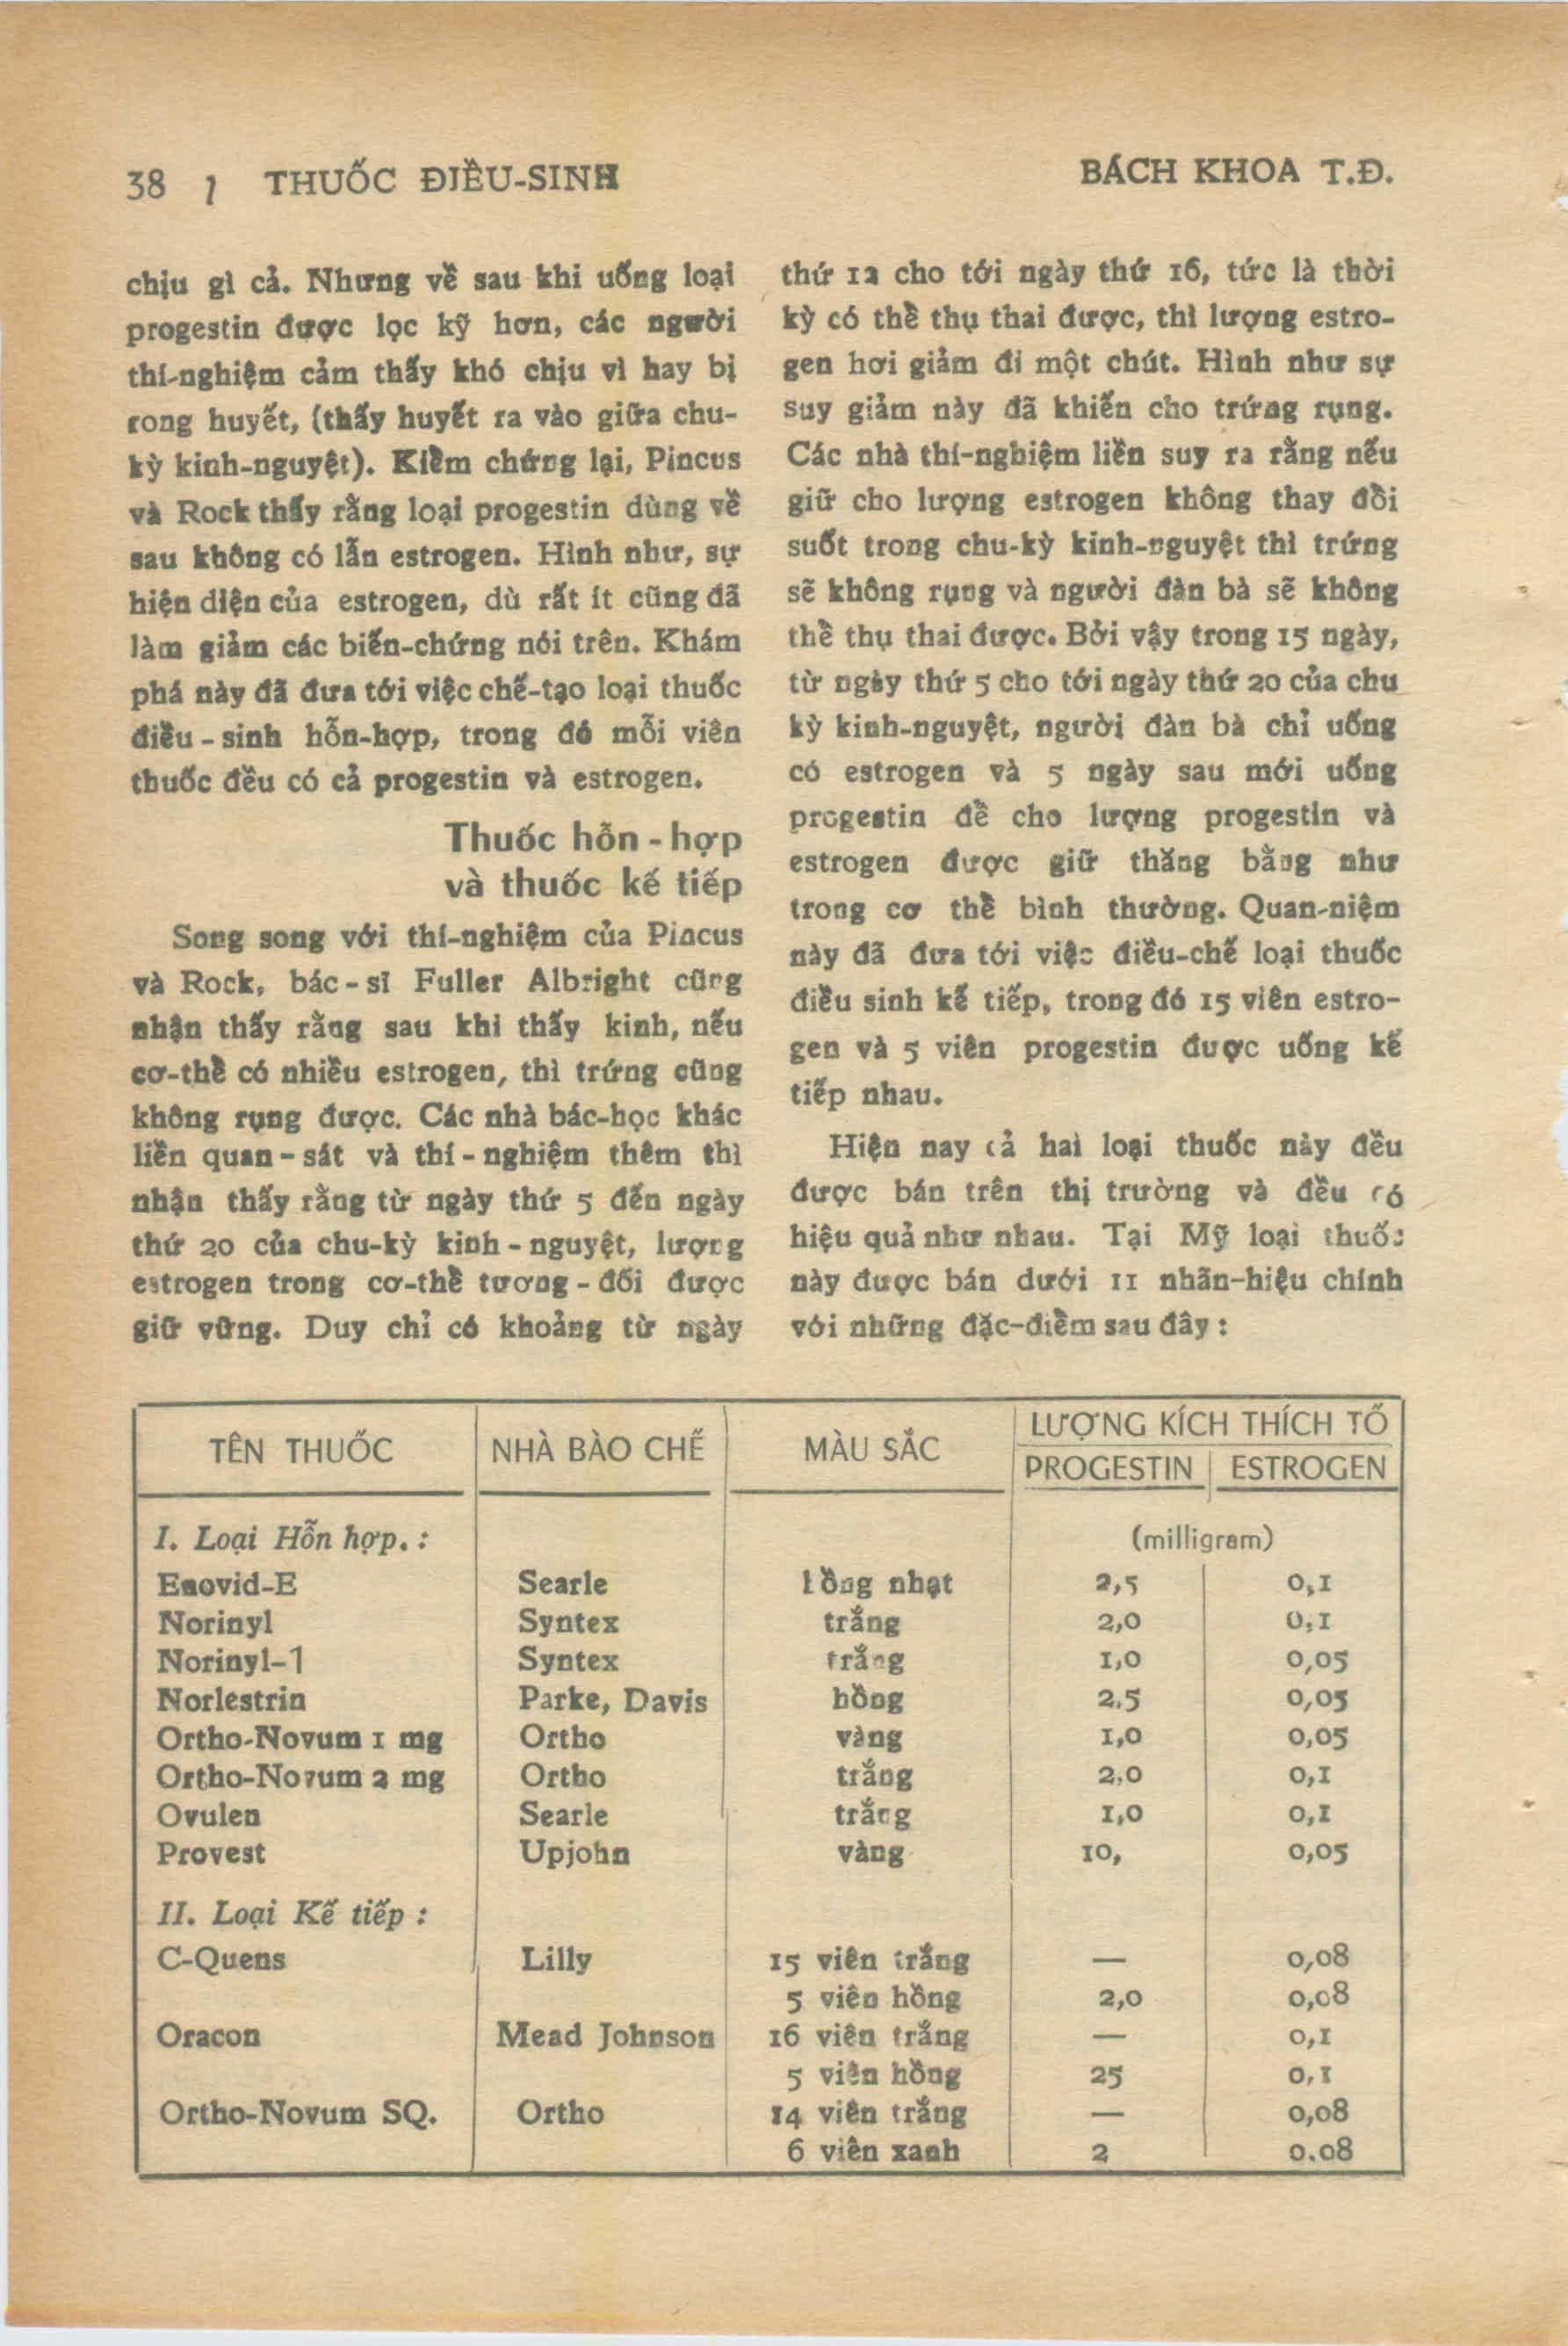 38 THUỐC ĐIỀU-SINH
BÁCH KHOA T.Đ.
chịu gì cả. Nhưng về sau khi uống loại
progestin được lọc kỹ hơn, các người
thí-nghiệm cảm thấy khó chịu vì hay bị
rong huyết, (thấy huyết ra vào giữa chu-
kỳ kinh-nguyệt). Kiểm chứng lại, Pincus
và Rock thấy rằng loại progestin dùng về
sau không có lẫn estrogen. Hình như, sự
hiện diện của estrogen, dù rất ít cũng đã
làm giảm các biến-chứng nói trên. Khám
phá này đã đưa tới việc chế-tạo loại thuốc
điều - sinh hỗn-hợp, trong đó mỗi viên
thuốc đều có cả progestin và estrogen.
Thuốc hỗn - hợp
và thuốc kế tiếp
Song song với thí-nghiệm của Pincus
và Rock, bác - sĩ Fuller Albright cũng
nhận thấy rằng sau khi thấy kinh, nếu
cơ-thể có nhiều estrogen, thì trứng cũng
không rụng được. Các nhà bác-học khác
liền quan - sát và thí - nghiệm thêm thì
nhận thấy rằng từ ngày thứ 5 đến ngày
thứ 20 của chu-kỳ kinh - nguyệt, lượng
estrogen trong cơ-thể tương - đối được
giữ vững. Duy chỉ có khoảng từ ngày
thứ 12 cho tới ngày thứ 16, tức là thời
kỳ có thể thụ thai được, thì lượng estro-
gen hơi giảm đi một chút. Hình như sự
suy giảm này đã khiến cho trứng rụng.
Các nhà thí-nghiệm liền suy ra rằng nếu
giữ cho lượng estrogen không thay đổi
suốt trong chu-kỳ kinh-nguyệt thì trứng
sẽ không rụng và người đàn bà sẽ không
thể thụ thai được. Bởi vậy trong 15 ngày,
từ ngày thứ 5 cho tới ngày thứ 20 của chu
kỳ kinh-nguyệt, người đàn bà chỉ uống
có estrogen và 5 ngày sau mới uống
progestin để cho lượng progestin và
estrogen được giữ thăng bằng như
trong cơ thể bình thường. Quan-niệm
này đã đưa tới việc điều-chế loại thuốc
điều sinh kế tiếp, trong đó 15 viên estro-
gen và 5 viên progestin được uống kế
tiếp nhau.
Hiện nay cả hai loại thuốc này đều
được bán trên thị trường và đều có
hiệu quả như nhau. Tại Mỹ loại thuốc
này được bán dưới 11 nhãn-hiệu chính
với những đặc-điểm sau đây :
TÊN THUỐC NHÀ BÀO CHẾ MÀU SẮC LƯỢNG KÍCH THÍCH TỐ
PROGESTIN ESTROGEN
I. Loại Hỗn hợp. : (milligram)
Enovid-E Searle hồng nhạt 2,5 0,1
Norinyl Syntex trắng 2,0 0,1
Norinyl-1 Syntex trắng 1,0 0,05
Norlestrin Parke, Davis hồng 2.5 0,05
Ortho-Novum 1 mg Ortho vàng 1,0 0,05
Ortho-Novum 2 mg Ortho trắng 2,0 0,1
Ovulen Searle trắng 1,0 0,1
Provest Upjohn vàng 10, 0,05
II. Loại Kế tiếp :
C-Quens Lilly 15 viên trắng — 0,08
5 viên hồng 2,0 0,08
Oracon Mead Johnson 16 viên trắng — 0,1
5 viên hồng 25 0,1
Ortho-Novum SQ. Ortho 14 viên trắng — 0,08
6 viên xanh 2 0.08